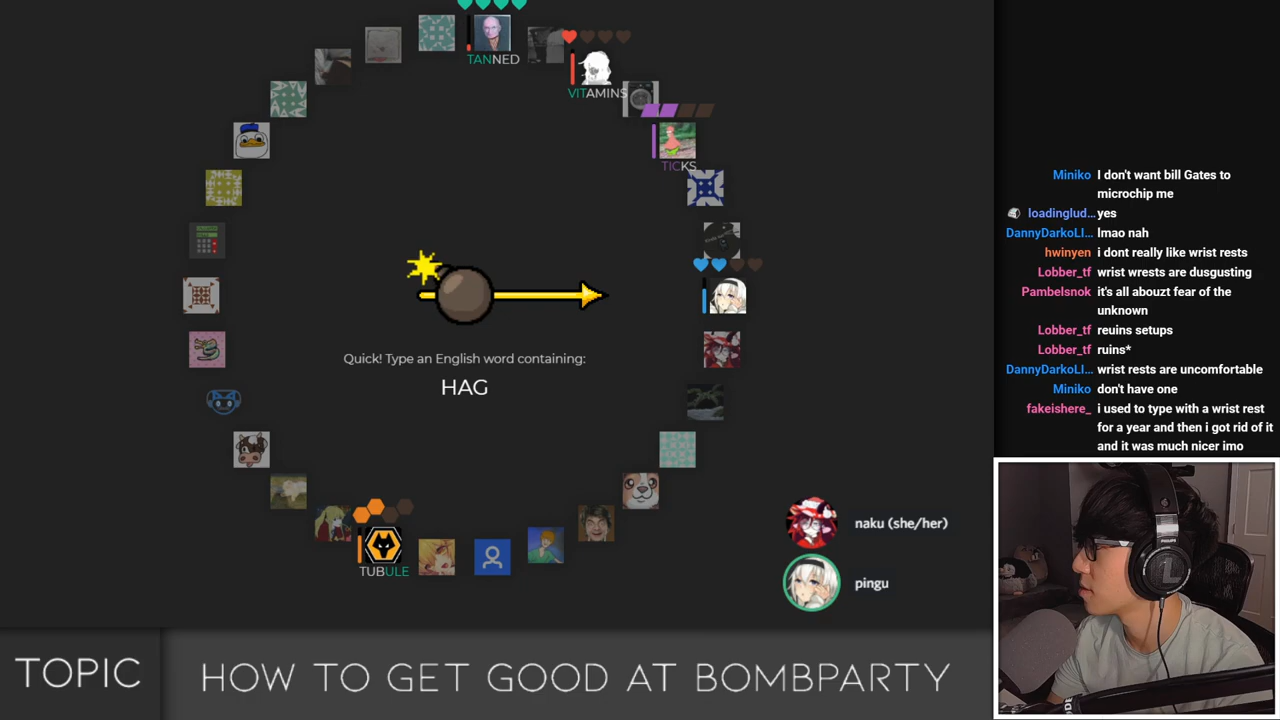 TANNED
VITAMINS
TICKS
Quick! Type an English word containing:
HAG
TUBULE
naku (she/her)
pingu
Miniko I don't want bill Gates to
microchip me
loadinglud... yes
DannyDarkoLI... lmao nah
hwinyen i dont really like wrist rests
Lobber_tf wrist wrests are dusgusting
Pambelsnok it's all abouzt fear of the
unknown
Lobber_tf reuins setups
Lobber_tf ruins*
DannyDarkoLI... wrist rests are uncomfortable
Miniko don't have one
fakeishere_ i used to type with a wrist rest
for a year and then i got rid of it
and it was much nicer imo
TOPIC
HOW TO GET GOOD AT BOMBPARTY